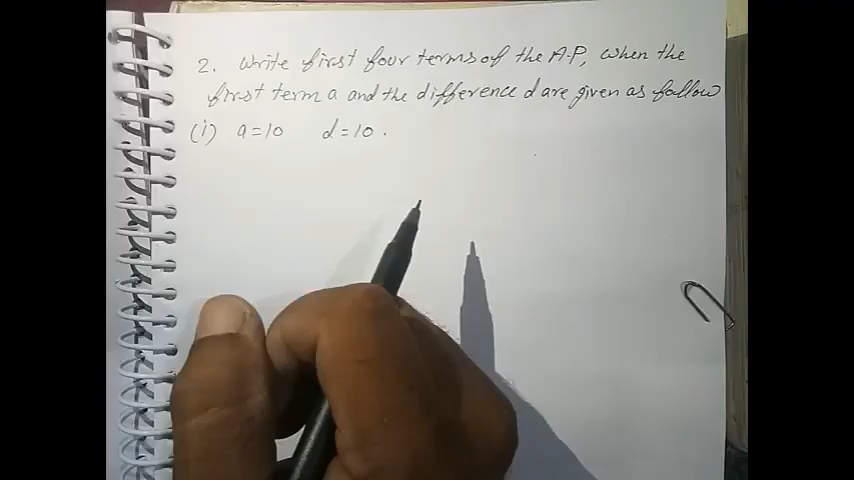 2. Write first four terms of the A.P, when the
first term a and the difference d are given as follow
(i) a=10 d=10.